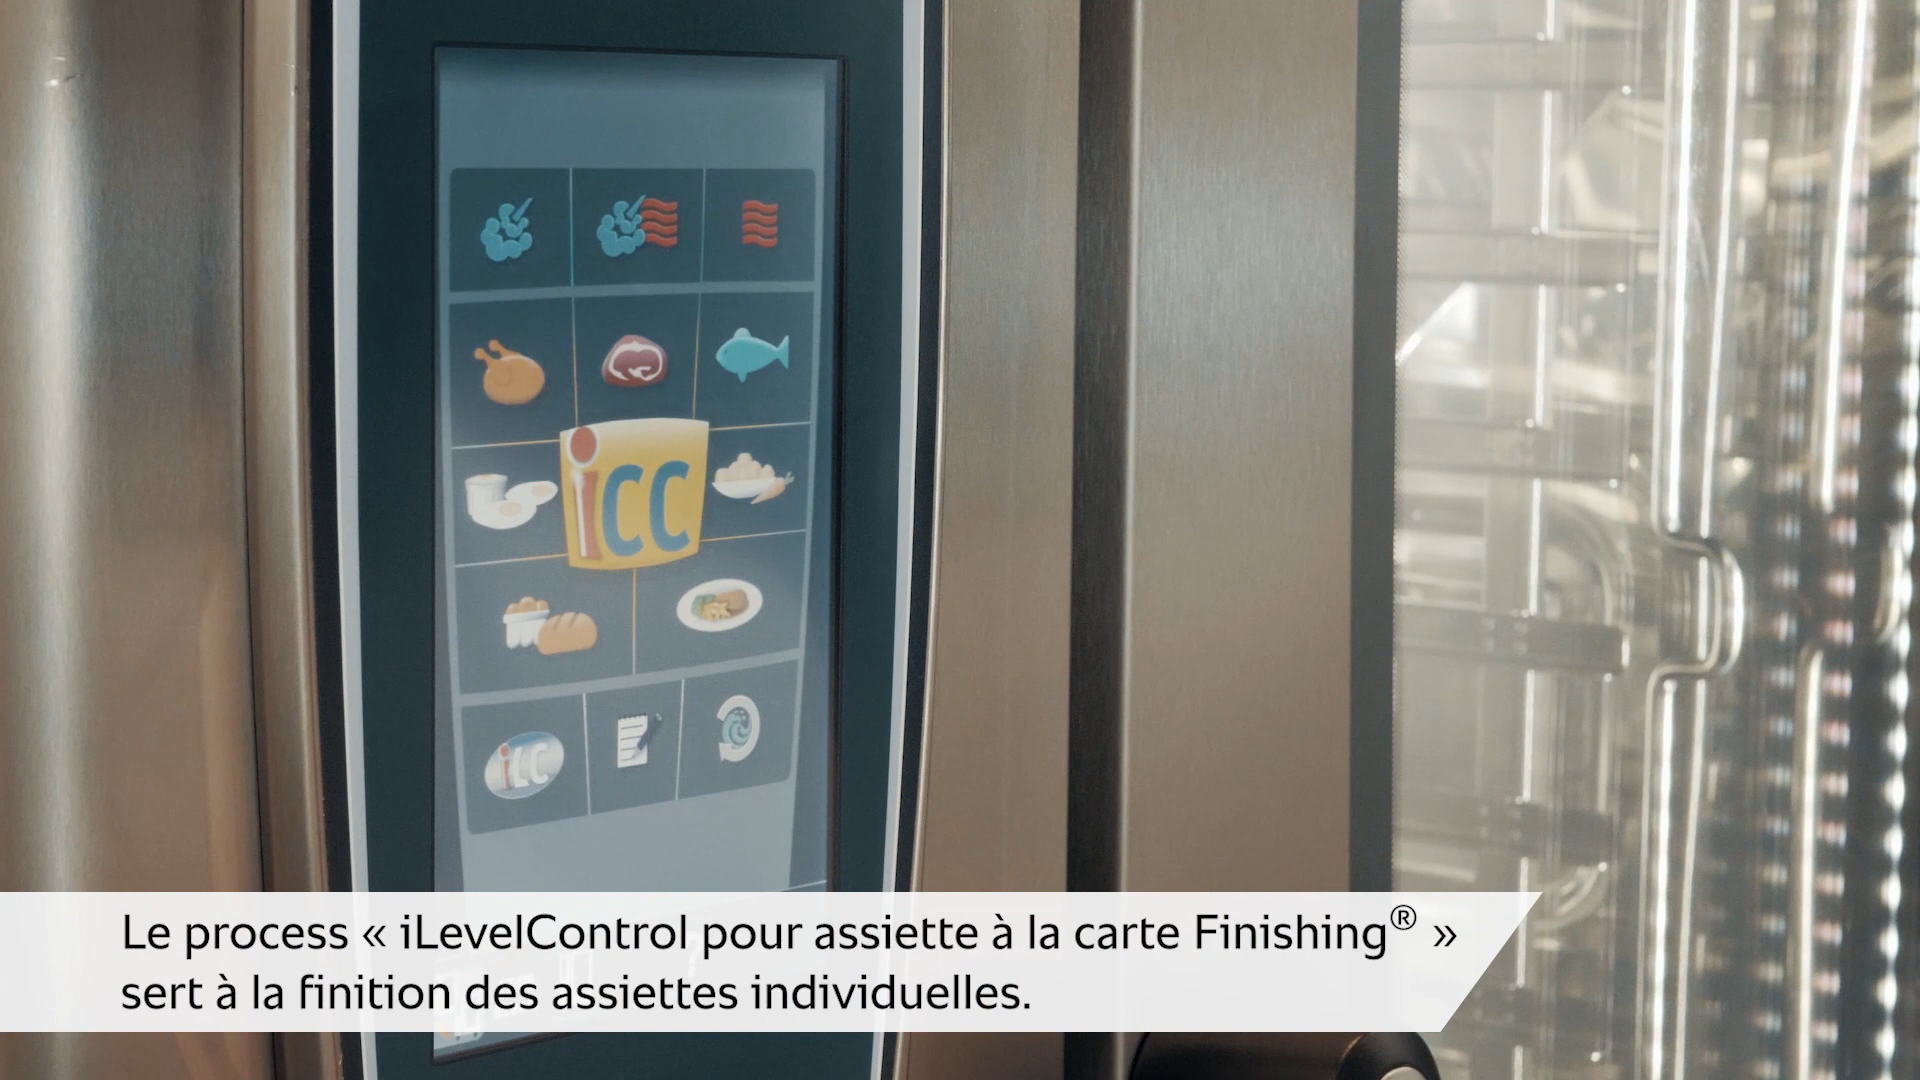 iCC
iLC
Le process « iLevelControl pour assiette à la carte Finishing® »
sert à la finition des assiettes individuelles.